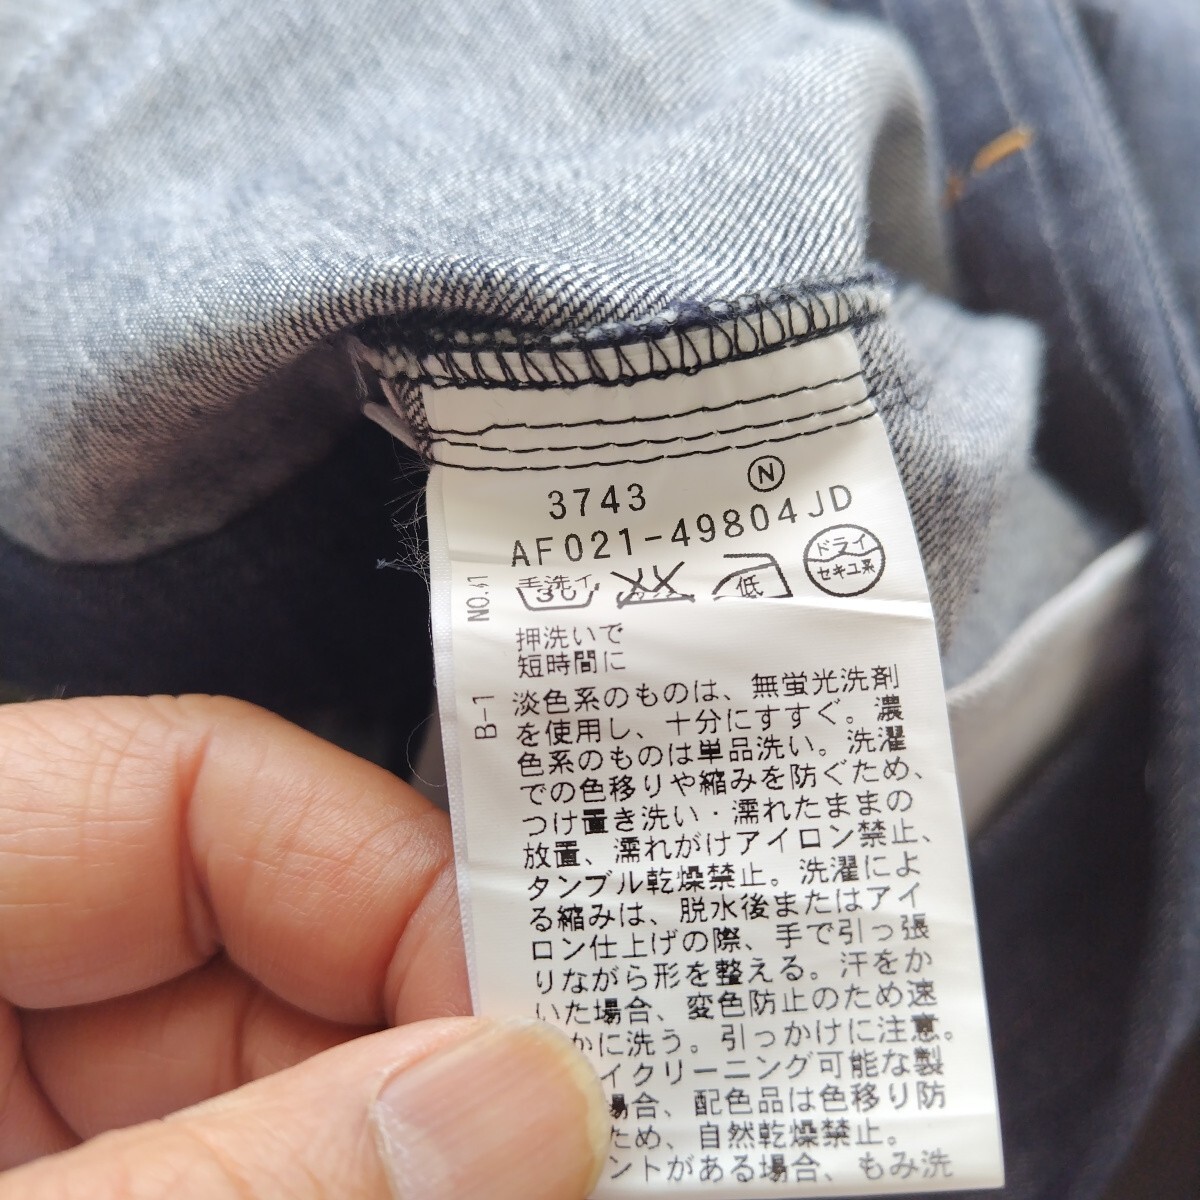 3743 N
AF021-49804JD
手洗イ 30 低 ドライ セキユ系
NO.41
B-1
押洗いで
短時間に
淡色系のものは、無蛍光洗剤
を使用し、十分にすすぐ。濃
色系のものは単品洗い。洗濯
での色移りや縮みを防ぐため、
つけ置き洗い・濡れたままの
放置、濡れがけアイロン禁止、
タンブル乾燥禁止。洗濯によ
る縮みは、脱水後またはアイ
ロン仕上げの際、手で引っ張
りながら形を整える。汗をか
いた場合、変色防止のため速
かに洗う。引っかけに注意。
イクリーニング可能な製
場合、配色品は色移り防
ため、自然乾燥禁止。
ントがある場合、もみ洗